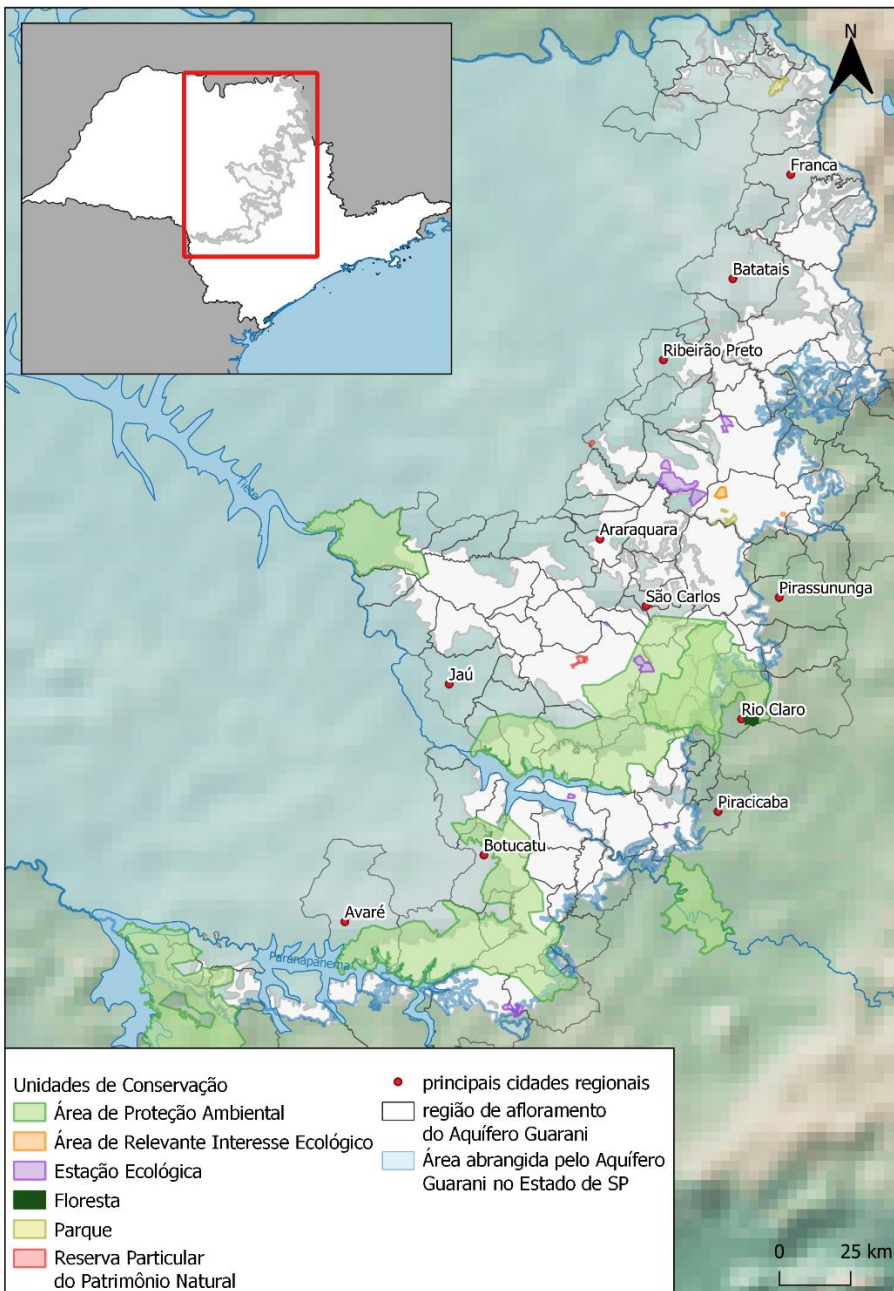 N
Franca
Batatais
Ribeirão Preto
Tietê
Araraquara
São Carlos
Pirassununga
Jaú
Rio Claro
Piracicaba
Botucatu
Avaré
Paranapanema
Unidades de Conservação
Área de Proteção Ambiental
Área de Relevante Interesse Ecológico
Estação Ecológica
Floresta
Parque
Reserva Particular
do Patrimônio Natural
principais cidades regionais
região de afloramento
do Aquífero Guarani
Área abrangida pelo Aquífero
Guarani no Estado de SP
0 25 km